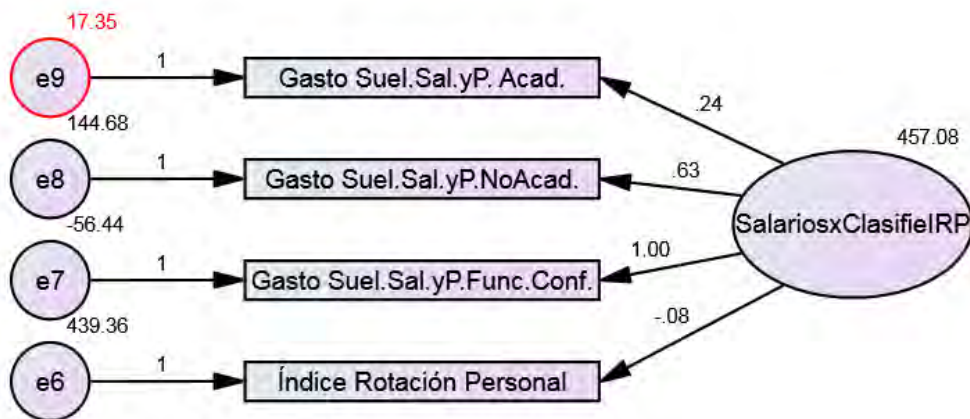 17.35
e9
1
Gasto Suel.Sal.yP. Acad.
.24
144.68
457.08
e8
1
Gasto Suel.Sal.yP.NoAcad.
.63
SalariosxClasifieIRP
-56.44
e7
1
Gasto Suel.Sal.yP.Func.Conf.
1.00
-.08
439.36
e6
1
Índice Rotación Personal